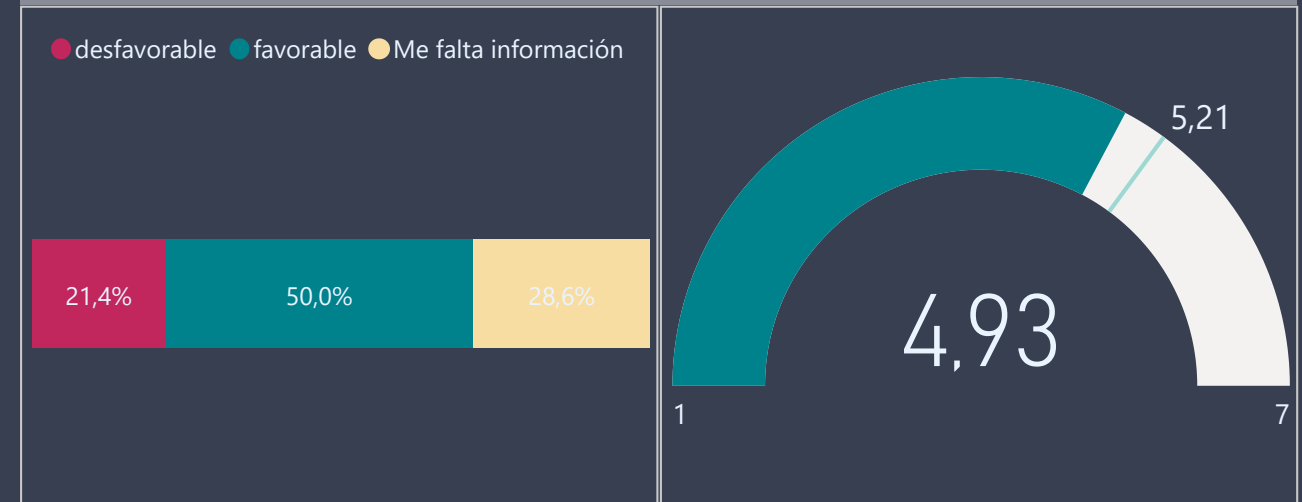 desfavorable favorable Me falta información
21,4% 50,0% 28,6%
5,21
4,93
1 7